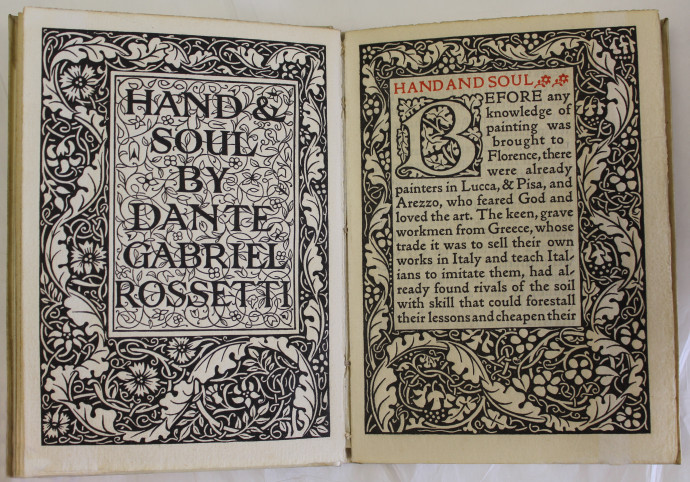 HAND &
SOUL
BY
DANTE
GABRIEL
ROSSETTI
HAND AND SOUL
BEFORE any
knowledge of
painting was
brought to
Florence, there
were already
painters in Lucca, & Pisa, and
Arezzo, who feared God and
loved the art. The keen, grave
workmen from Greece, whose
trade it was to sell their own
works in Italy and teach Ital-
ians to imitate them, had al-
ready found rivals of the soil
with skill that could forestall
their lessons and cheapen their